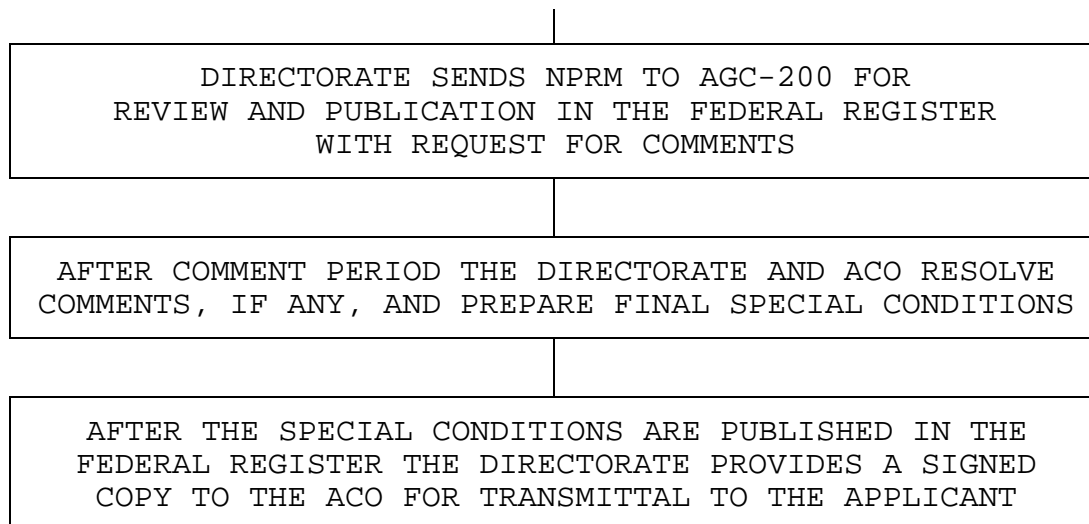 DIRECTORATE SENDS NPRM TO AGC-200 FOR
REVIEW AND PUBLICATION IN THE FEDERAL REGISTER
WITH REQUEST FOR COMMENTS
AFTER COMMENT PERIOD THE DIRECTORATE AND ACO RESOLVE
COMMENTS, IF ANY, AND PREPARE FINAL SPECIAL CONDITIONS
AFTER THE SPECIAL CONDITIONS ARE PUBLISHED IN THE
FEDERAL REGISTER THE DIRECTORATE PROVIDES A SIGNED
COPY TO THE ACO FOR TRANSMITTAL TO THE APPLICANT